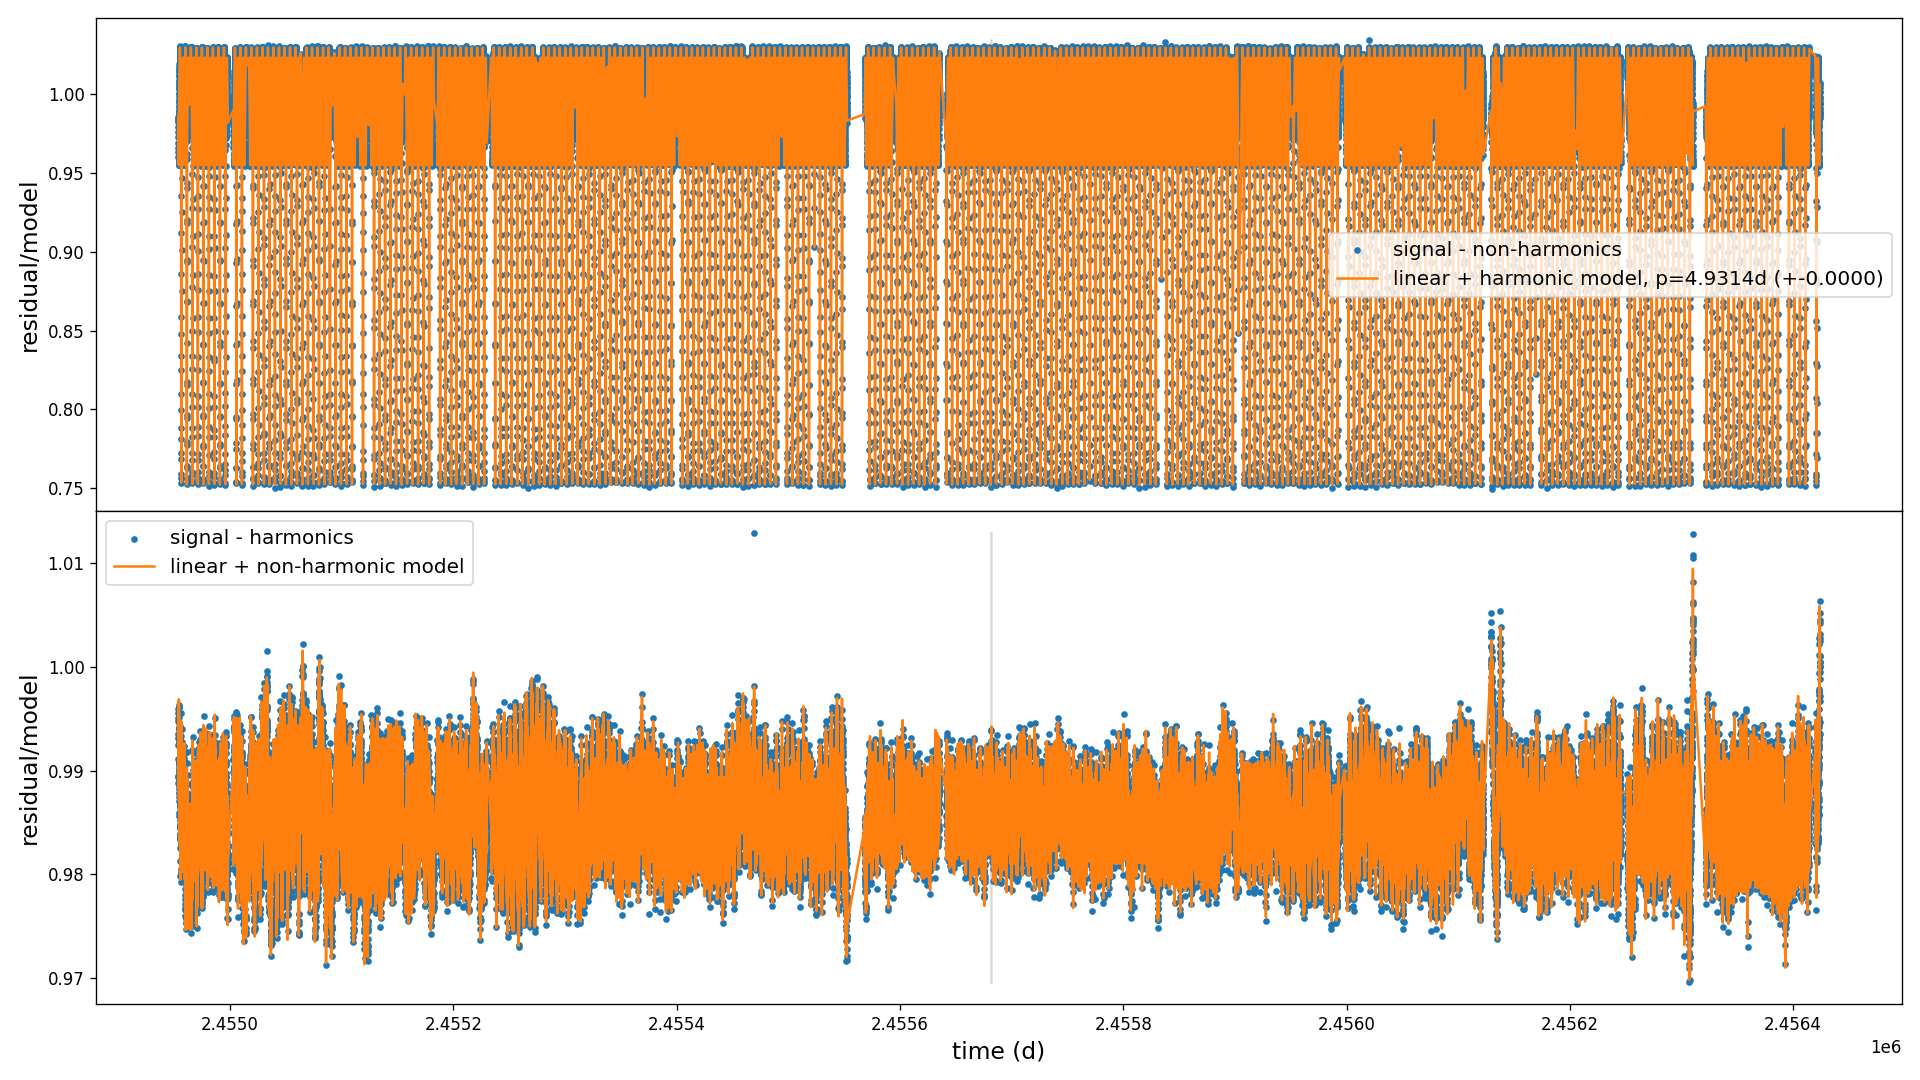 1.00
0.95
0.90
0.85
0.80
0.75
residual/model
signal - non-harmonics
linear + harmonic model, p=4.9314d (+-0.0000)
signal - harmonics
linear + non-harmonic model
1.01
1.00
0.99
0.98
0.97
residual/model
2.4550
2.4552
2.4554
2.4556
2.4558
2.4560
2.4562
2.4564
time (d)
1e6